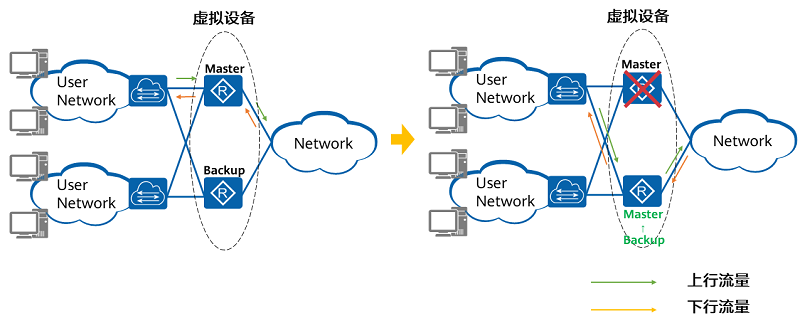 虚拟设备
Master
R
User
Network
Network
Backup
R
User
Network
虚拟设备
Master
R
User
Network
Network
User
Network
R
Master
↑
Backup
上行流量
下行流量